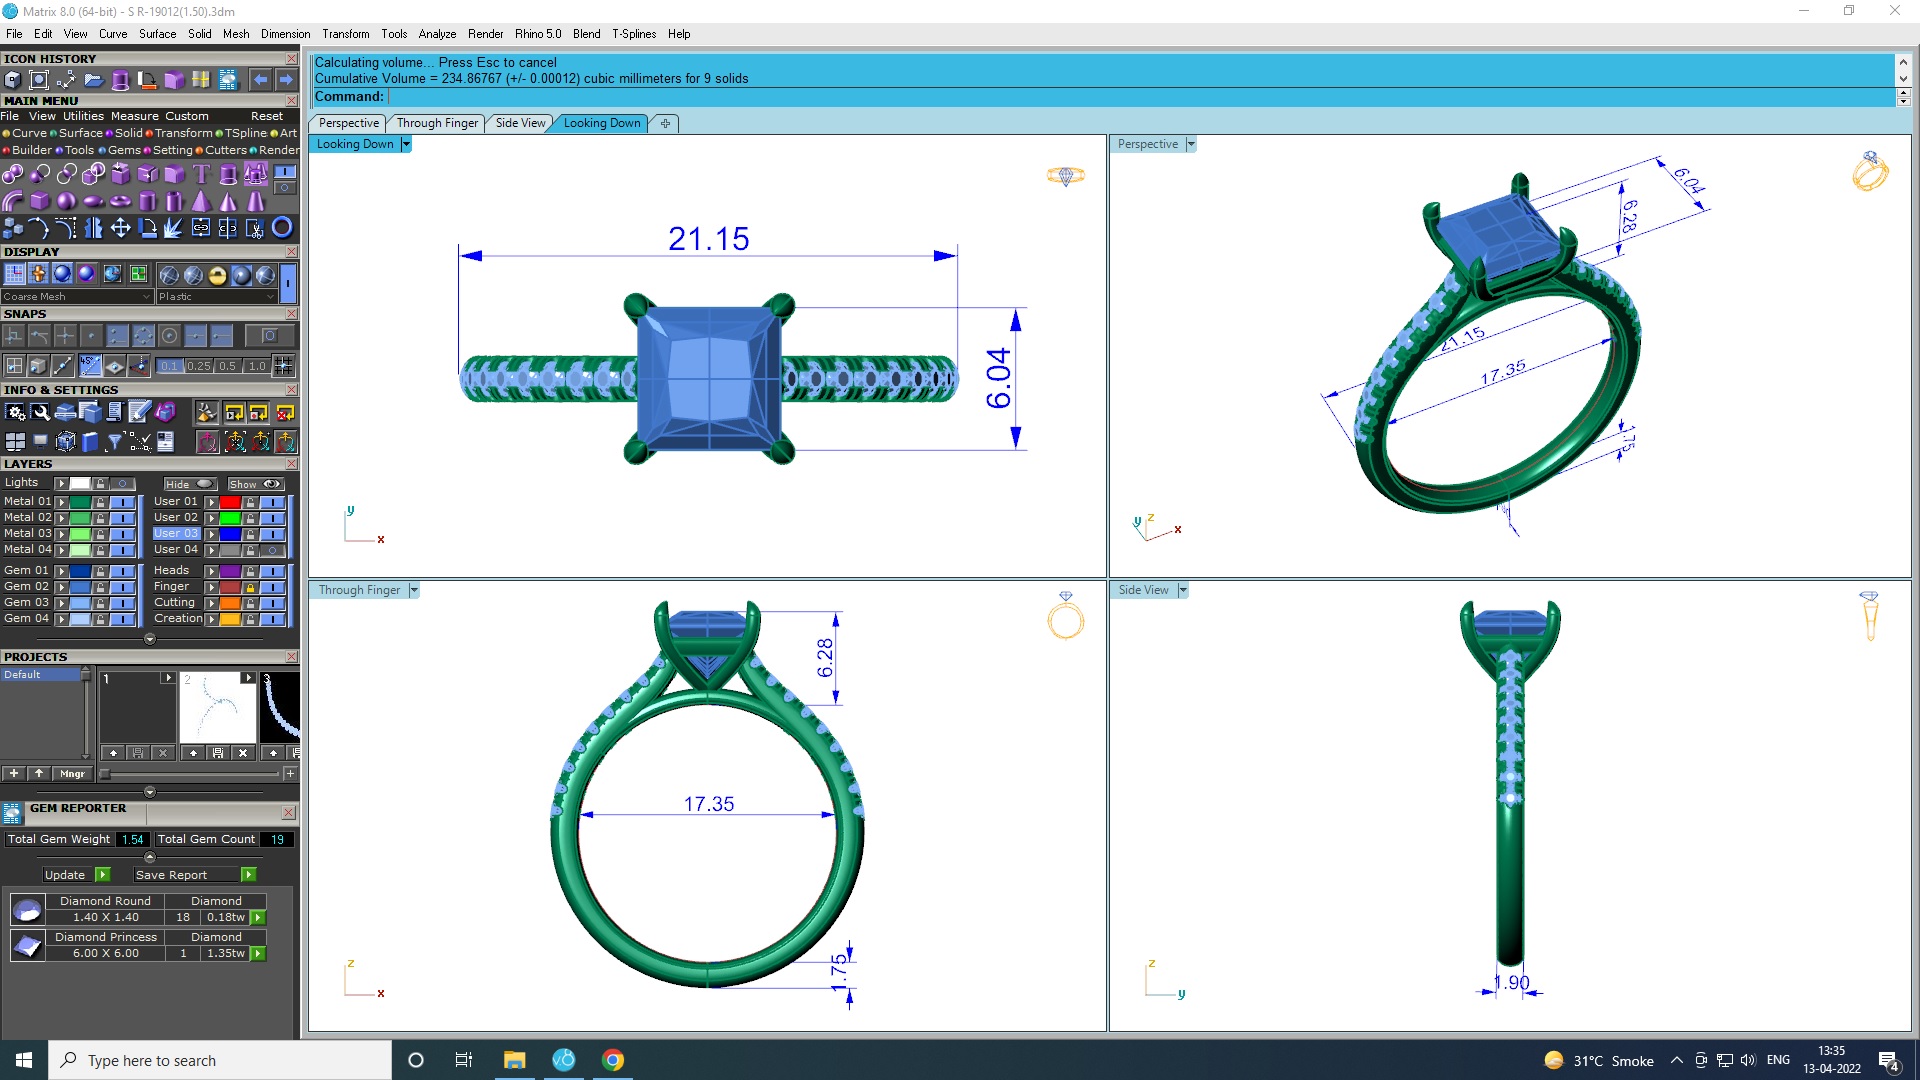 Matrix 8.0 (64-bit) - S R-19012(1.50).3dm
File Edit View Curve Surface Solid Mesh Dimension Transform Tools Analyze Render Rhino 5.0 Blend T-Splines Help
ICON HISTORY
MAIN MENU
File View Utilities Measure Custom Reset
Curve Surface Solid Transform TSpline Art
Builder Tools Gems Setting Cutters Render
DISPLAY
Coarse Mesh Plastic
SNAPS
45°
0.1 0.25 0.5 1.0
INFO & SETTINGS
LAYERS
Lights Hide Show
Metal 01 User 01
Metal 02 User 02
Metal 03 User 03
Metal 04 User 04
Gem 01 Heads
Gem 02 Finger
Gem 03 Cutting
Gem 04 Creation
PROJECTS
Default
1 2 3
Mngr
GEM REPORTER
Total Gem Weight 1.54 Total Gem Count 19
Update Save Report
Diamond Round Diamond
1.40 X 1.40 18 0.18tw
Diamond Princess Diamond
6.00 X 6.00 1 1.35tw
Calculating volume... Press Esc to cancel
Cumulative Volume = 234.86767 (+/- 0.00012) cubic millimeters for 9 solids
Command:
Perspective Through Finger Side View Looking Down
Looking Down
21.15
6.04
y
x
Perspective
6.04
6.28
21.15
17.35
1.75
y z x
Through Finger
6.28
17.35
1.75
z
x
Side View
1.90
z
y
Type here to search
31°C Smoke
ENG
13:35
13-04-2022
4